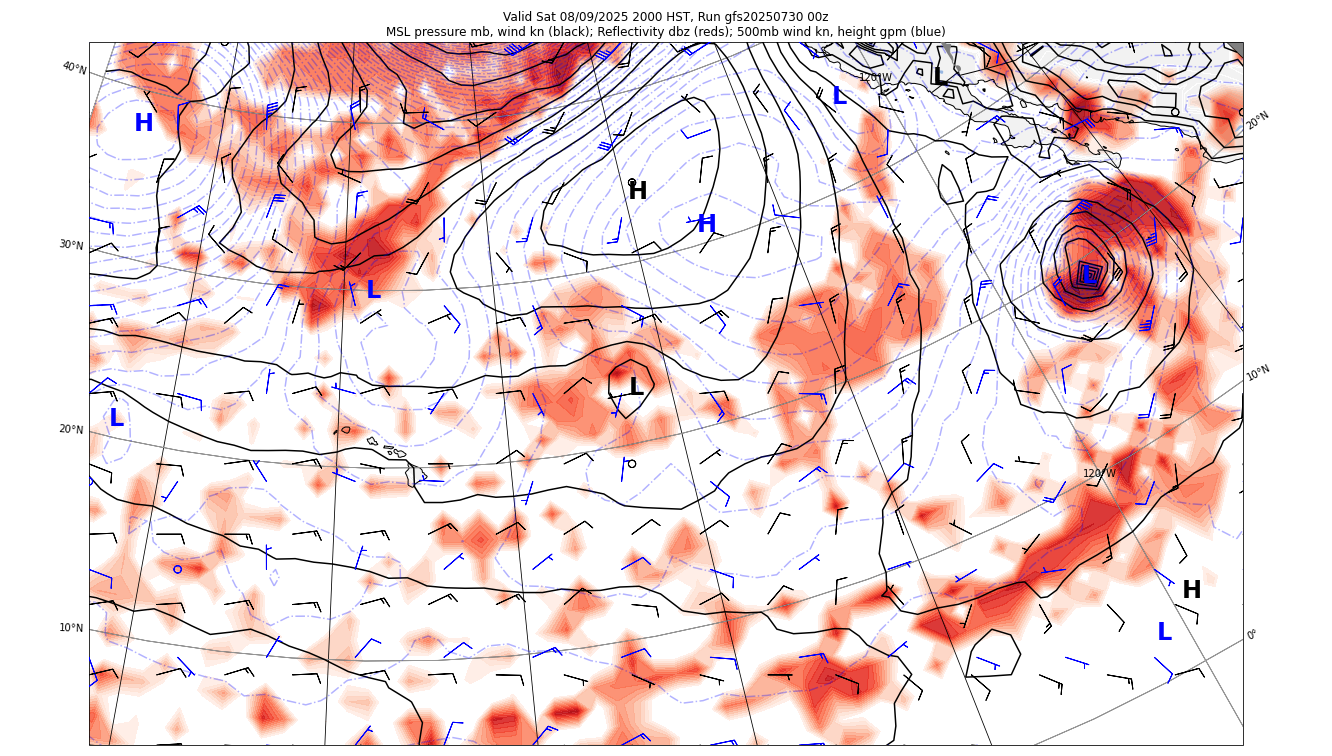 Valid Sat 08/09/2025 2000 HST, Run gfs20250730 00z
MSL pressure mb, wind kn (black); Reflectivity dbz (reds); 500mb wind kn, height gpm (blue)
40°N
L
120°W
L
H
20°N
H
H
30°N
L
L
10°N
L
L
20°N
120°W
H
L
0°
10°N